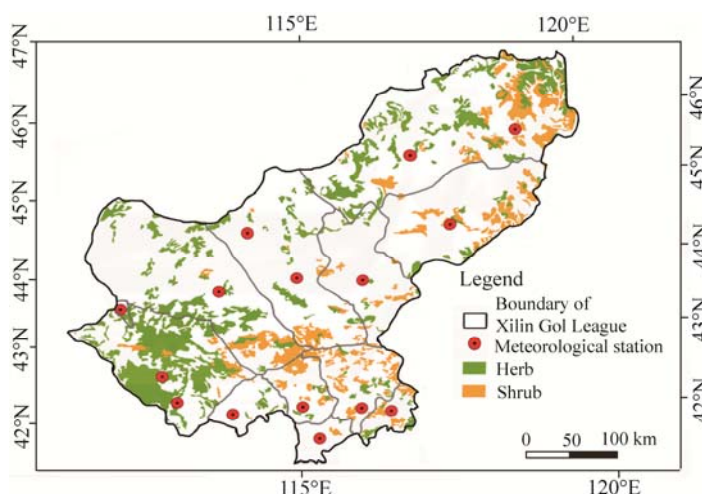 115°E 120°E
47°N
46°N 46°N
45°N
45°N
44°N
44°N
43°N
43°N
42°N
42°N
Legend
Boundary of
Xilin Gol League
Meteorological station
Herb
Shrub
0 50 100 km
115°E 120°E